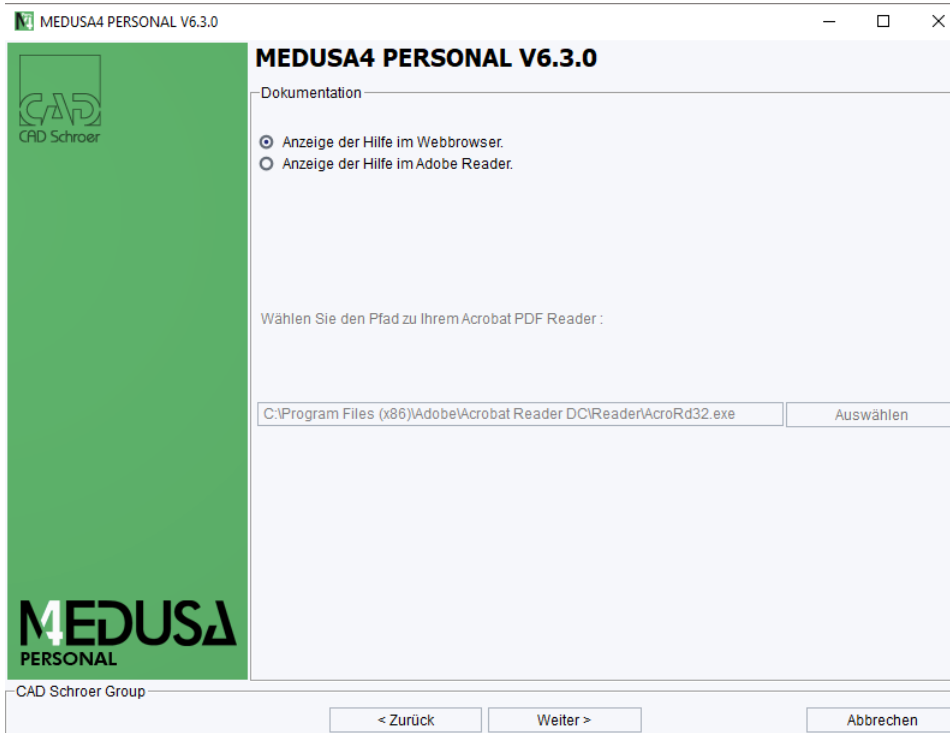 MEDUSA4 PERSONAL V6.3.0
MEDUSA4 PERSONAL V6.3.0
CAD
CAD Schroer
Dokumentation
Anzeige der Hilfe im Webbrowser.
Anzeige der Hilfe im Adobe Reader.
Wählen Sie den Pfad zu Ihrem Acrobat PDF Reader :
C:\Program Files (x86)\Adobe\Acrobat Reader DC\Reader\AcroRd32.exe Auswählen
M4EDUSA
PERSONAL
CAD Schroer Group
< Zurück Weiter > Abbrechen